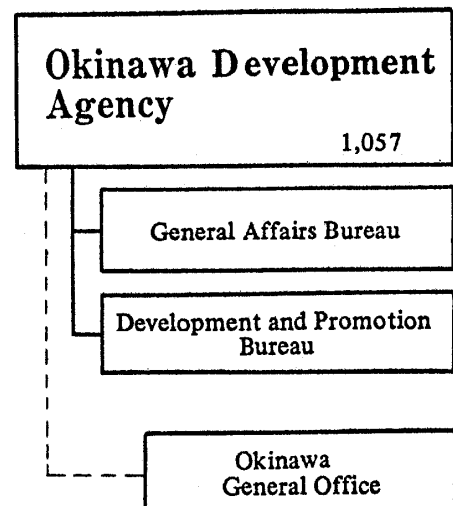 Okinawa Development
Agency
1,057
General Affairs Bureau
Development and Promotion
Bureau
Okinawa
General Office